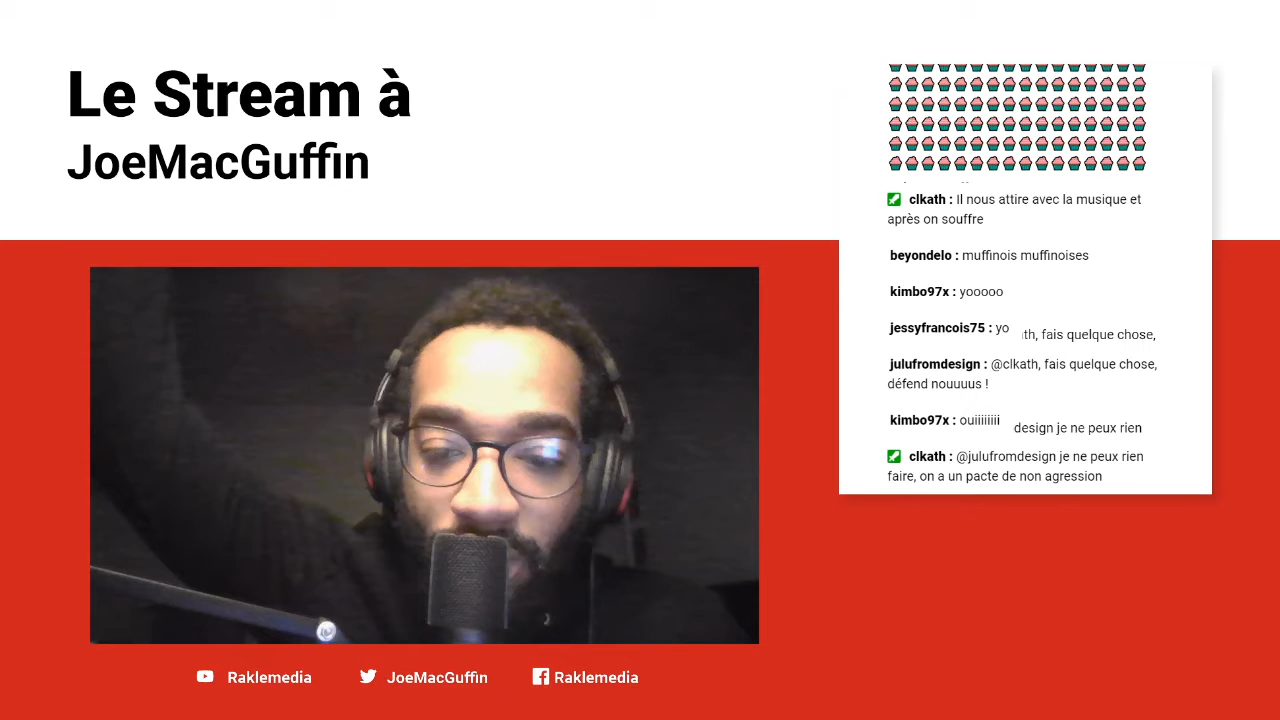 Le Stream à
JoeMacGuffin
clkath : Il nous attire avec la musique et
après on souffre
beyondelo : muffinois muffinoises
kimbo97x : yooooo
jessyfrancois75 : yo
th, fais quelque chose,
julufromdesign : @clkath, fais quelque chose,
défend nouuuus !
kimbo97x : ouiiiiiiii
design je ne peux rien
clkath : @julufromdesign je ne peux rien
faire, on a un pacte de non agression
Raklemedia
JoeMacGuffin
Raklemedia